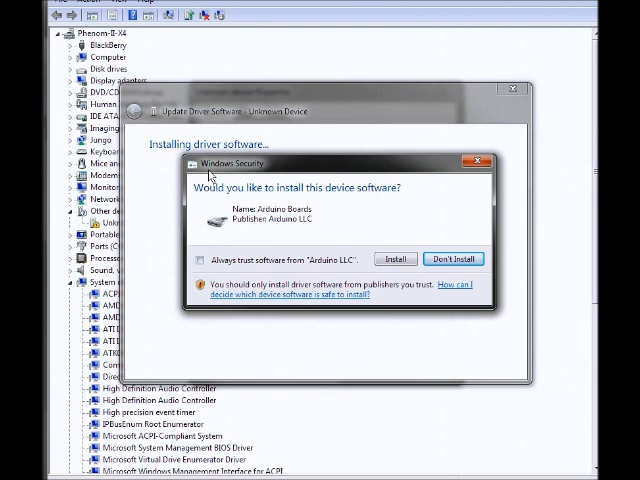 View
Help
Phenom-II-X4
BlackBerry
Computer
Disk drives
Display adapters
DVD/CD
Human
IDE ATA
Imaging
Jungo
Keyboard
Mice and
Modems
Monitor
Network
Other de
Unkn
Portable
Ports (C
Processo
Sound, v
System d
ACPI
AMD
AMD
ATI D
ATI D
ATK0
Com
Direc
High Definition Audio Controller
High Definition Audio Controller
High precision event timer
IPBusEnum Root Enumerator
Microsoft ACPI-Compliant System
Microsoft System Management BIOS Driver
Microsoft Virtual Drive Enumerator Driver
Microsoft Windows Management Interface for ACPI
Update Driver Software - Unknown Device
Installing driver software...
Windows Security
Would you like to install this device software?
Name: Arduino Boards
Publisher: Arduino LLC
Always trust software from "Arduino LLC".
Install
Don't Install
You should only install driver software from publishers you trust. How can I
decide which device software is safe to install?